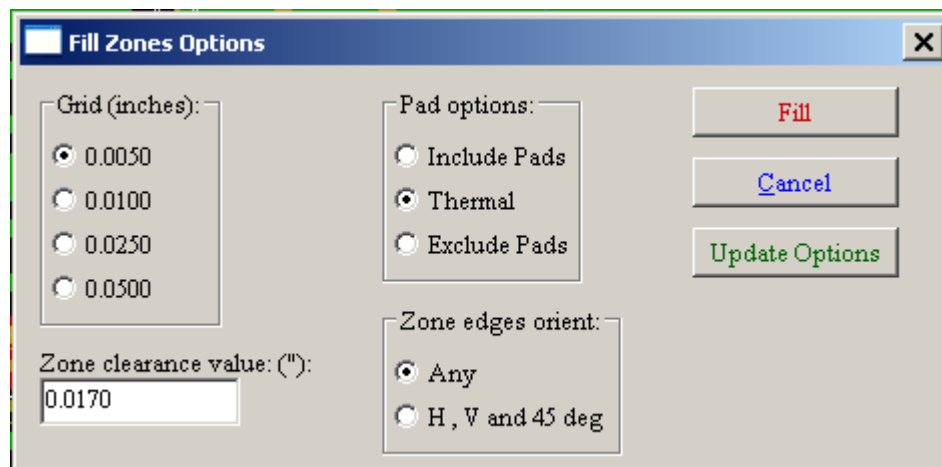 Fill Zones Options
Grid (inches):
0.0050
0.0100
0.0250
0.0500
Zone clearance value: ("):
0.0170
Pad options:
Include Pads
Thermal
Exclude Pads
Zone edges orient:
Any
H , V and 45 deg
Fill
Cancel
Update Options